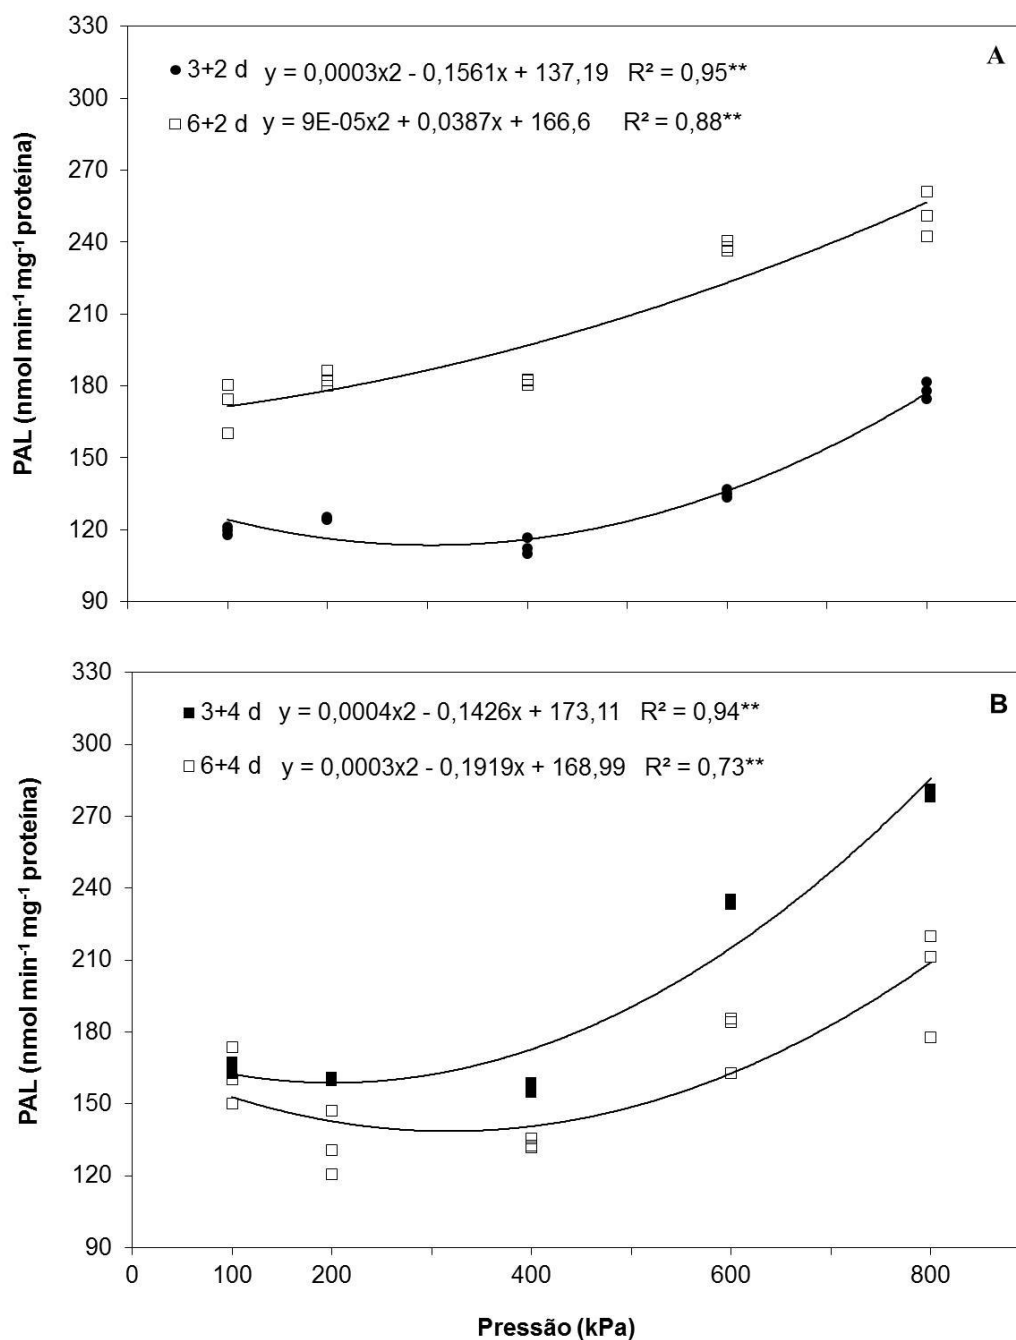 330
A
● 3+2 d y = 0,0003x2 - 0,1561x + 137,19 R² = 0,95**
300
□ 6+2 d y = 9E-05x2 + 0,0387x + 166,6 R² = 0,88**
270
240
210
180
150
120
90
PAL (nmol min⁻¹ mg⁻¹ proteína)
330
B
■ 3+4 d y = 0,0004x2 - 0,1426x + 173,11 R² = 0,94**
300
□ 6+4 d y = 0,0003x2 - 0,1919x + 168,99 R² = 0,73**
270
240
210
180
150
120
90
PAL (nmol min⁻¹ mg⁻¹ proteína)
0 100 200 400 600 800
Pressão (kPa)